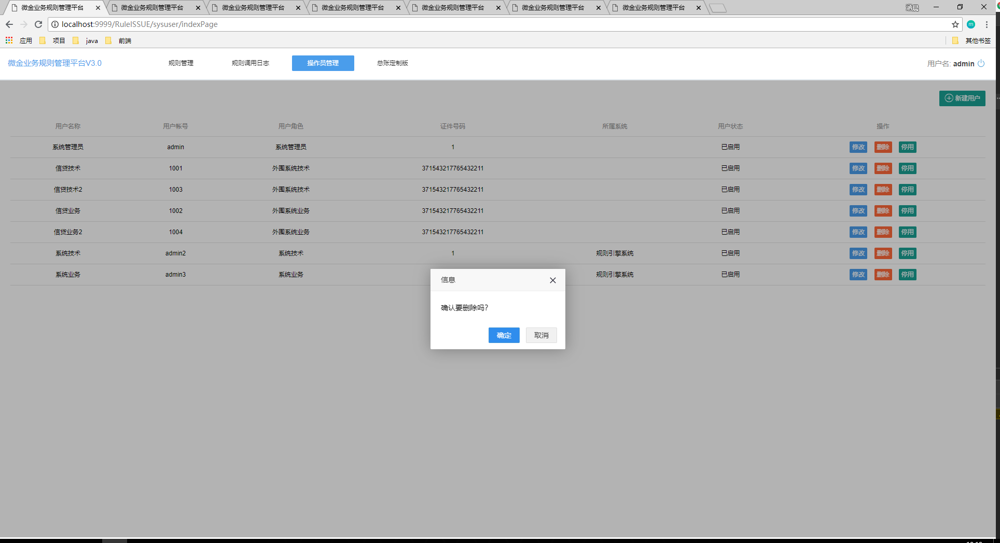 微金业务规则管理平台 微金业务规则管理平台 微金业务规则管理平台 微金业务规则管理平台 微金业务规则管理平台 微金业务规则管理平台 微金业务规则管理平台 涵晨
localhost:9999/RuleISSUE/sysuser/indexPage m
应用 项目 java 前端 其他书签
微金业务规则管理平台V3.0 规则管理 规则调用日志 操作员管理 总账定制版 用户名: admin
新建用户
用户名称 用户帐号 用户角色 证件号码 所属系统 用户状态 操作
系统管理员 admin 系统管理员 1 已启用 修改 删除 停用
信贷技术 1001 外围系统技术 371543217765432211 已启用 修改 删除 停用
信贷技术2 1003 外围系统技术 371543217765432211 已启用 修改 删除 停用
信贷业务 1002 外围系统业务 371543217765432211 已启用 修改 删除 停用
信贷业务2 1004 外围系统业务 371543217765432211 已启用 修改 删除 停用
系统技术 admin2 系统技术 1 规则引擎系统 已启用 修改 删除 停用
系统业务 admin3 系统业务 规则引擎系统 已启用 修改 删除 停用
信息
确认要删除吗?
确定 取消